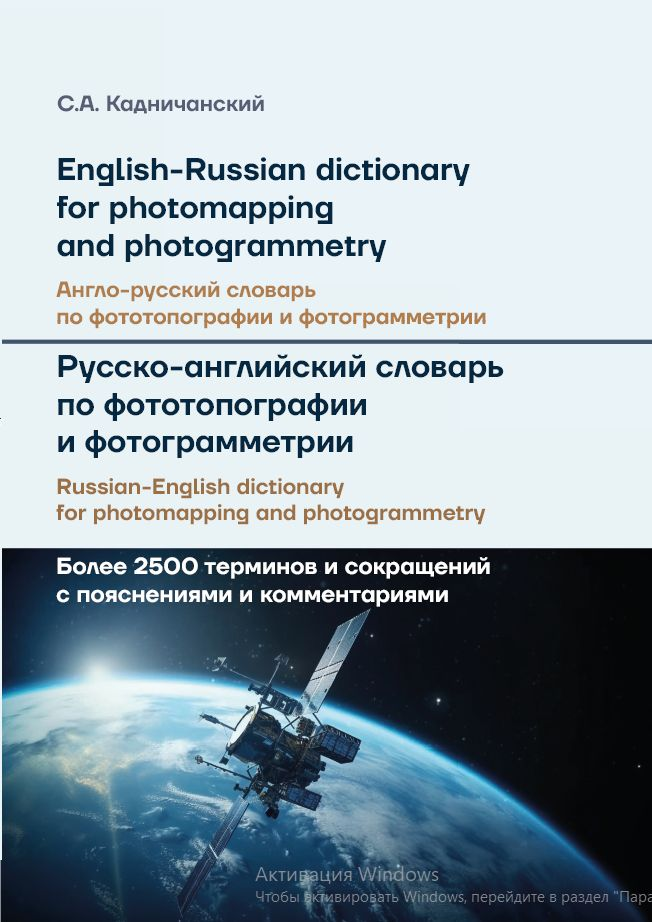 С.А. Кадничанский
English-Russian dictionary
for photomapping
and photogrammetry
Англо-русский словарь
по фототопографии и фотограмметрии
Русско-английский словарь
по фототопографии
и фотограмметрии
Russian-English dictionary
for photomapping and photogrammetry
Более 2500 терминов и сокращений
с пояснениями и комментариями
Активация Windows
Чтобы активировать Windows, перейдите в раздел "Пара